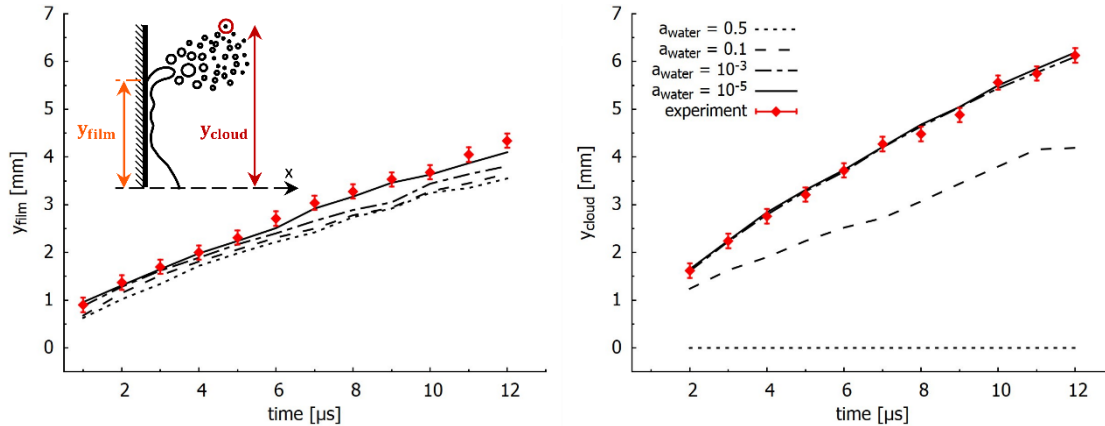 7
6
5
4
3
2
1
0
y_film [mm]
y_film
y_cloud
x
2 4 6 8 10 12
time [μs]
7
6
5
4
3
2
1
0
y_cloud [mm]
a_water = 0.5
a_water = 0.1
a_water = 10⁻³
a_water = 10⁻⁵
experiment
2 4 6 8 10 12
time [μs]